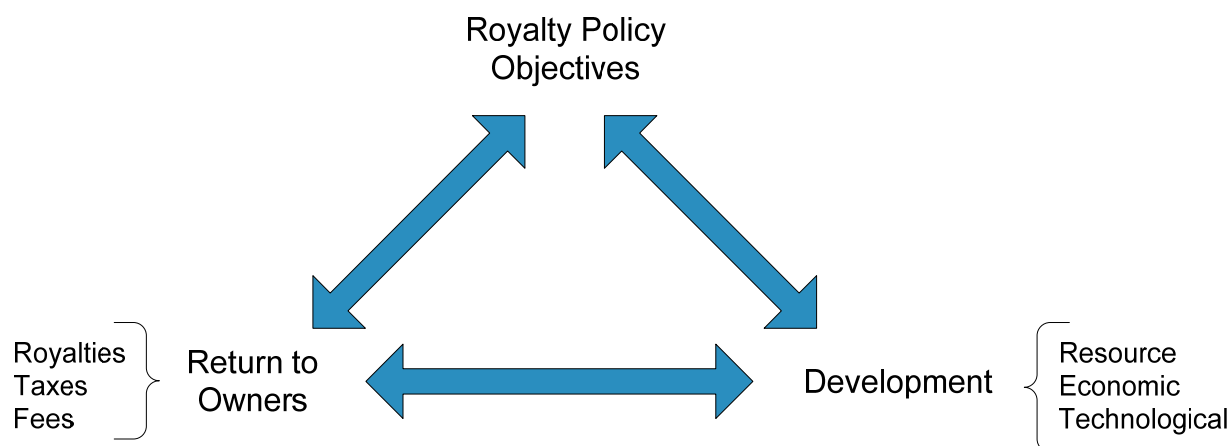 Royalty Policy
Objectives
Royalties
Taxes
Fees
Return to
Owners
Development
Resource
Economic
Technological